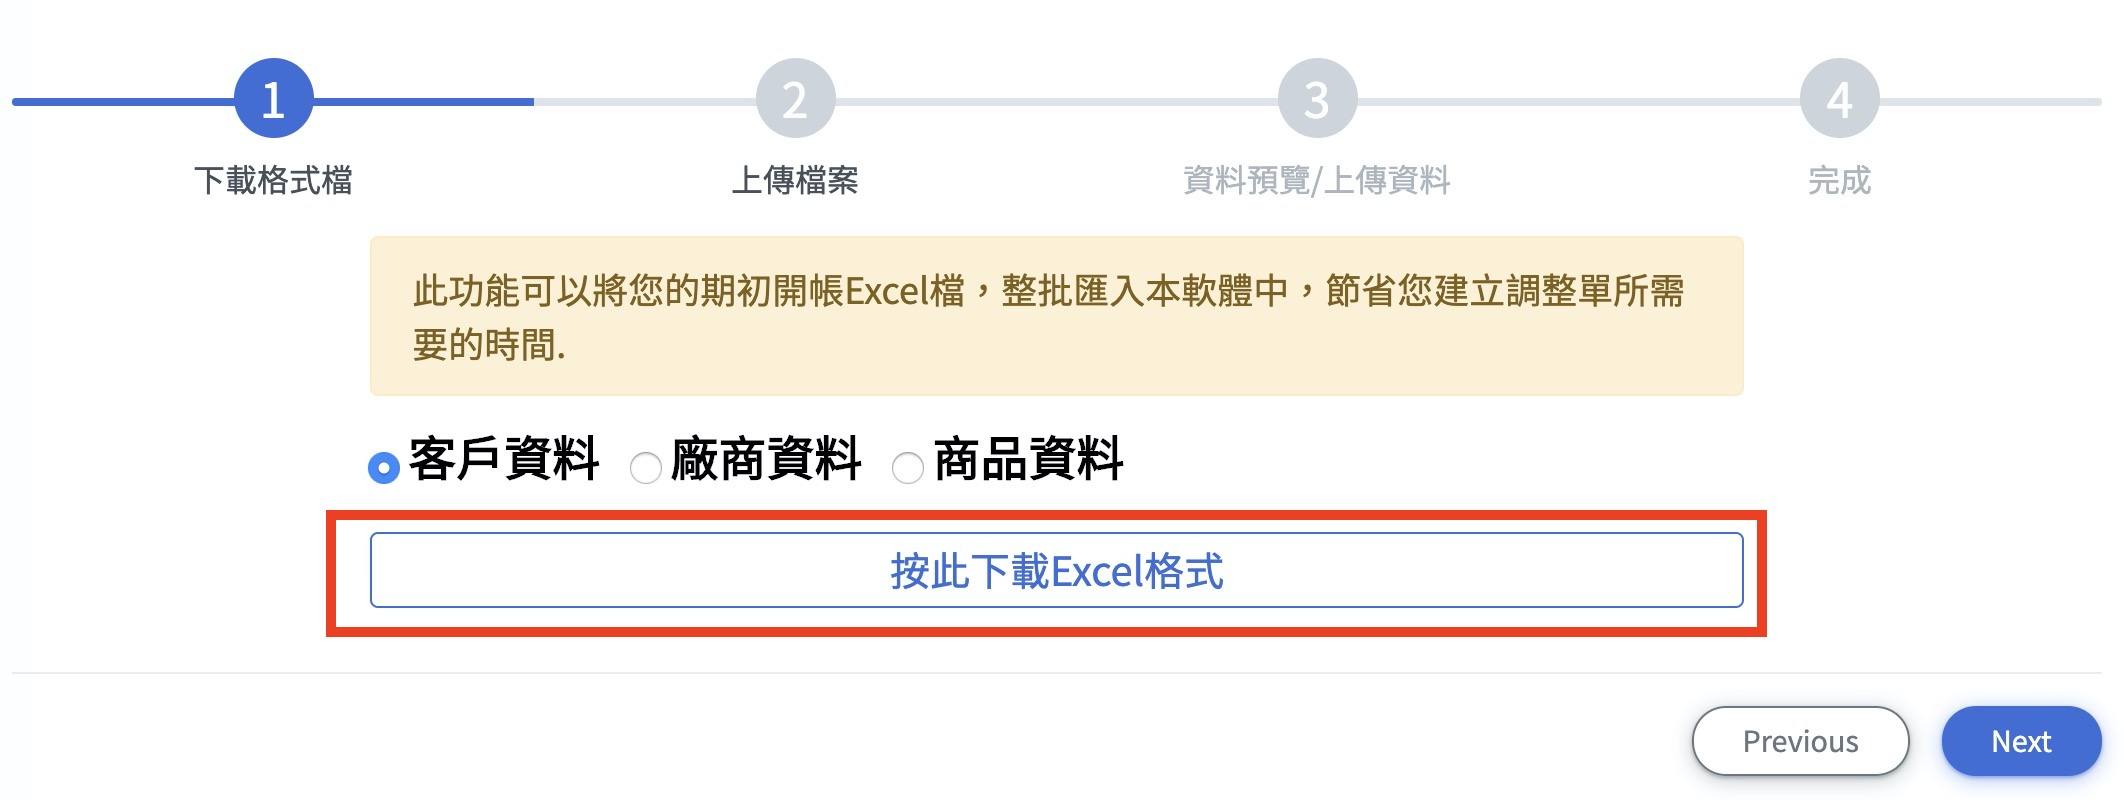 1
2
3
4
下載格式檔
上傳檔案
資料預覽/上傳資料
完成
此功能可以將您的期初開帳Excel檔，整批匯入本軟體中，節省您建立調整單所需
要的時間.
客戶資料 廠商資料 商品資料
按此下載Excel格式
Previous
Next